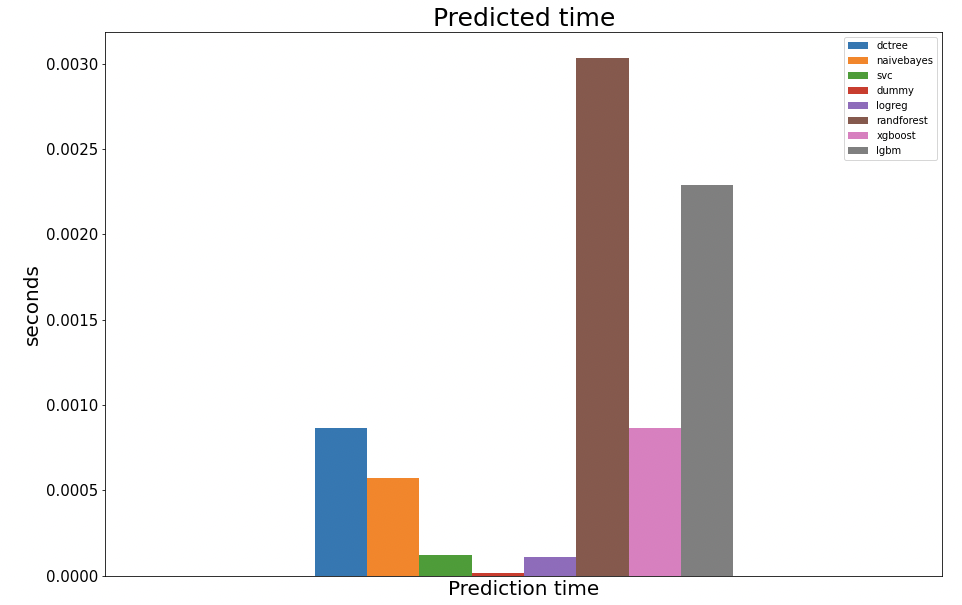 Predicted time
0.0030
0.0025
0.0020
0.0015
0.0010
0.0005
0.0000
seconds
Prediction time
dctree
naivebayes
svc
dummy
logreg
randforest
xgboost
lgbm